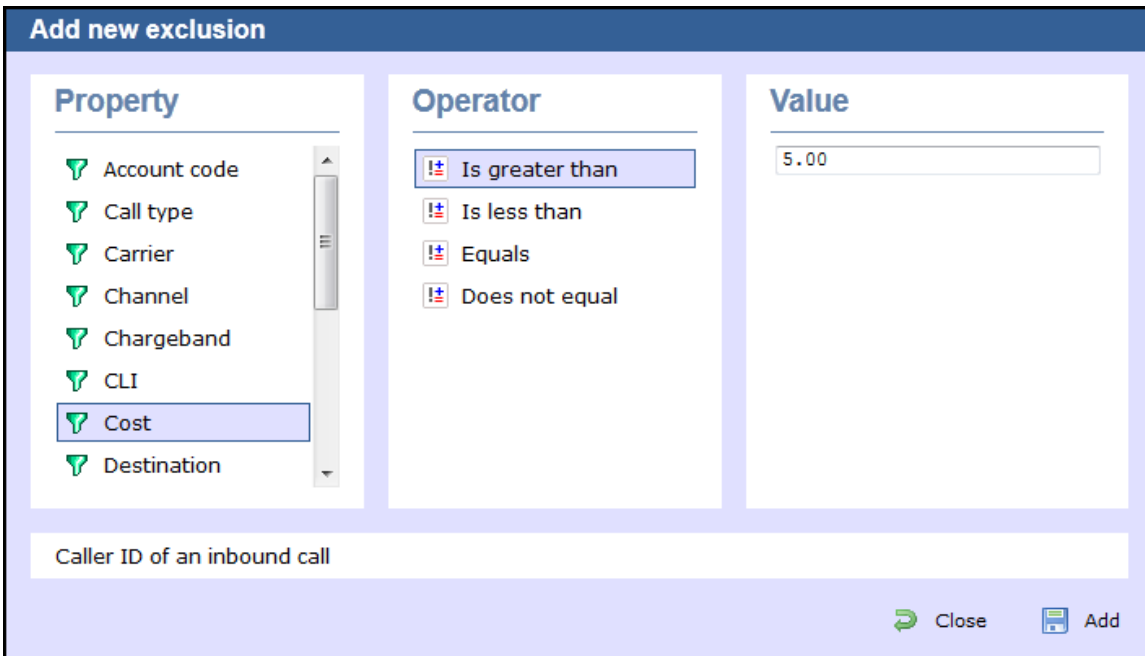 Add new exclusion
Property
Account code
Call type
Carrier
Channel
Chargeband
CLI
Cost
Destination
Operator
Is greater than
Is less than
Equals
Does not equal
Value
5.00
Caller ID of an inbound call
Close
Add